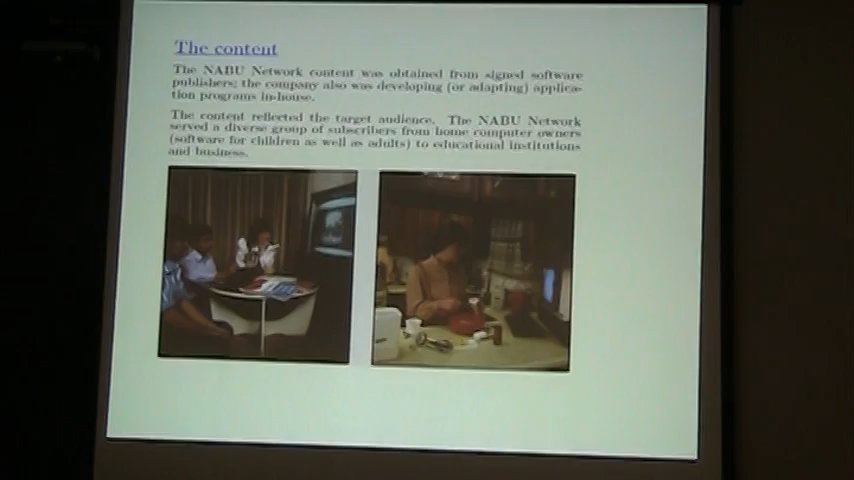 The content
The NABU Network content was obtained from signed software
publishers; the company also was developing (or adapting) applica-
tion programs in-house.
The content reflected the target audience. The NABU Network
served a diverse group of subscribers from home computer owners
(software for children as well as adults) to educational institutions
and business.